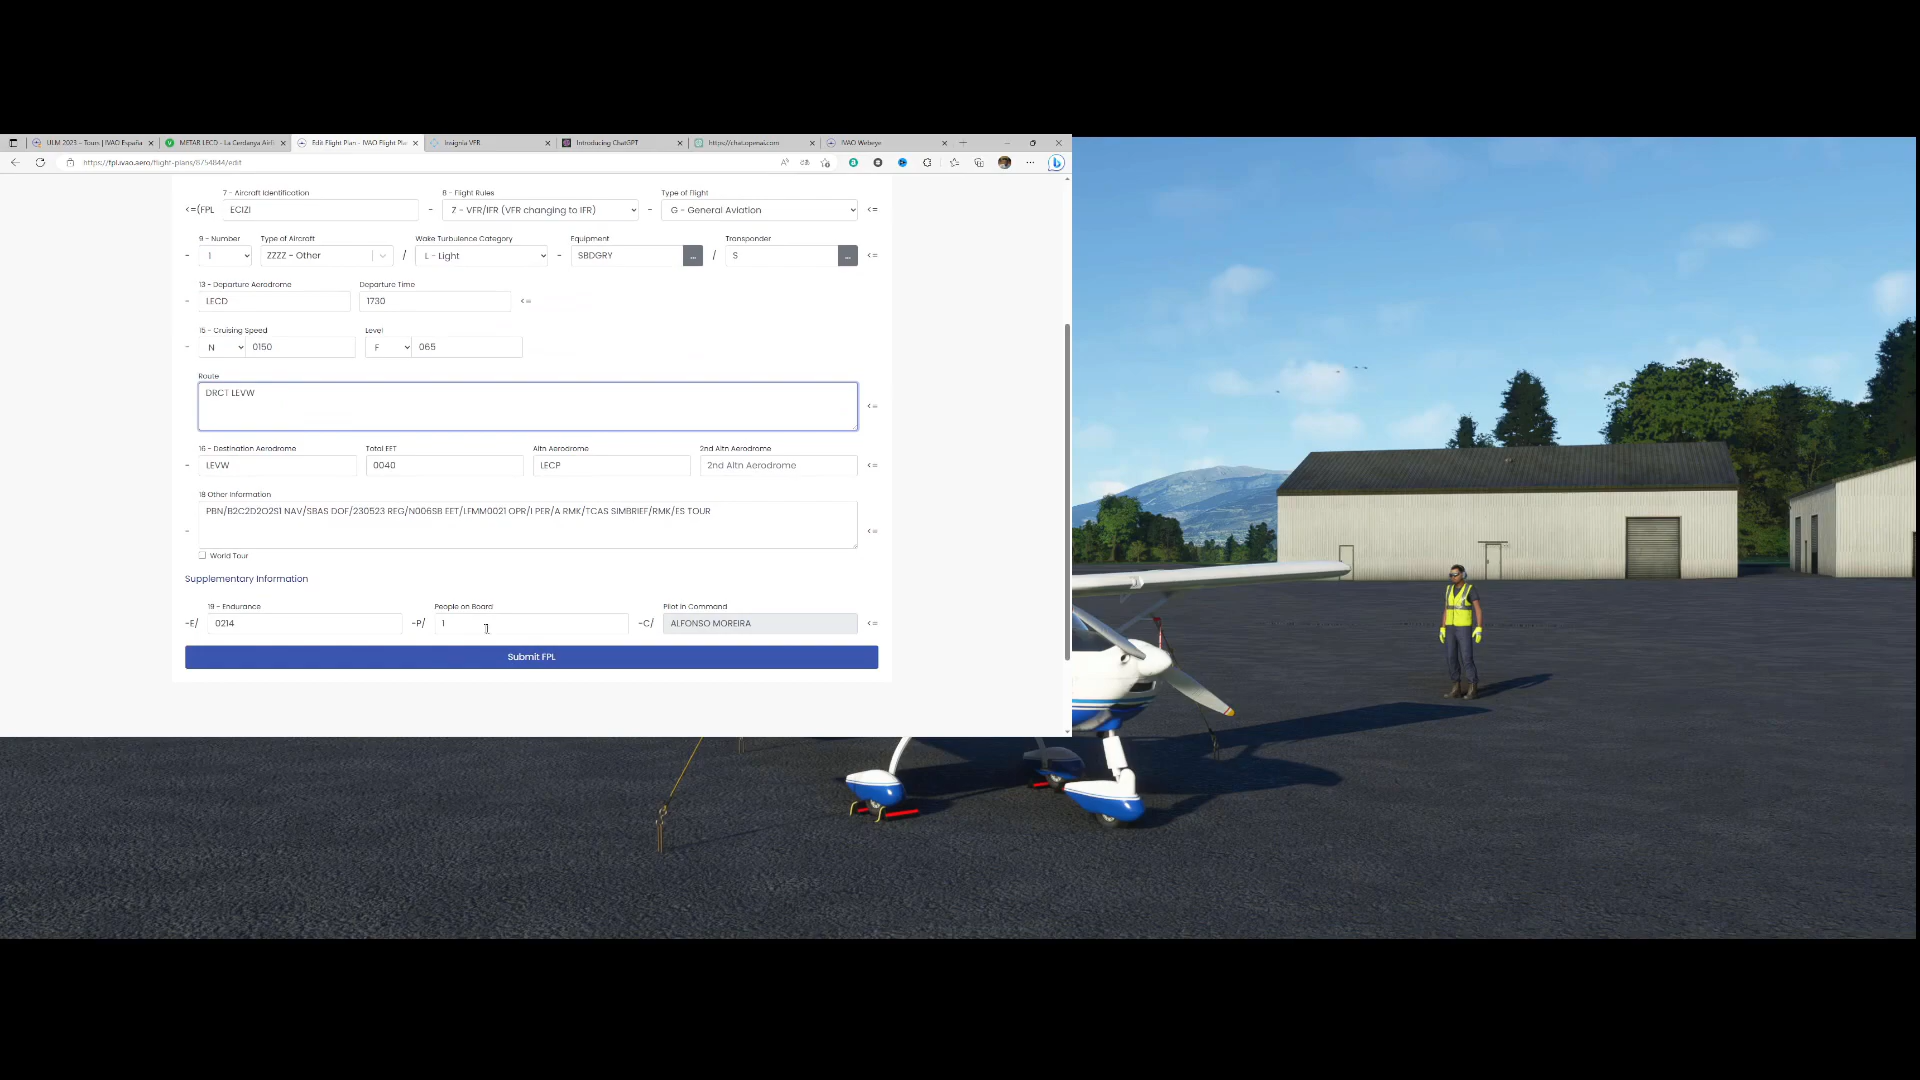 ULM 2023 – Tours | IVAO España
METAR LECD - La Cerdanya Airf
Edit Flight Plan – IVAO Flight Pla
Insignia VFR
Introducing ChatGPT
https://chat.openai.com
IVAO Webeye
https://fpl.ivao.aero/flight-plans/6754844/edit
7 - Aircraft Identification
8 - Flight Rules
Type of Flight
<=(FPL
ECIZI
- Z - VFR/IFR (VFR changing to IFR)
- G - General Aviation
<=
9 - Number
Type of Aircraft
Wake Turbulence Category
Equipment
Transponder
- 1
ZZZZ - Other
/ L - Light
- SBDGRY
...
/ S
...
<=
13 - Departure Aerodrome
Departure Time
- LECD
1730
<=
15 - Cruising Speed
Level
- N
0150
F
065
Route
DRCT LEVW
<=
16 - Destination Aerodrome
Total EET
Altn Aerodrome
2nd Altn Aerodrome
- LEVW
0040
LECP
2nd Altn Aerodrome
<=
18 Other Information
PBN/B2C2D2O2S1 NAV/SBAS DOF/230523 REG/N006SB EET/LFMM0021 OPR/I PER/A RMK/TCAS SIMBRIEF/RMK/ES TOUR
-
<=
World Tour
Supplementary Information
19 - Endurance
People on Board
Pilot In Command
-E/
0214
-P/
1
-C/
ALFONSO MOREIRA
<=
Submit FPL